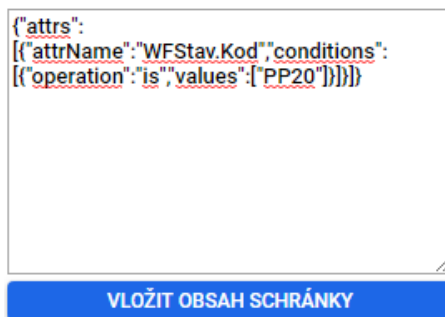 {"attrs":
[{"attrName":"WFStav.Kod","conditions":
[{"operation":"is","values":["PP20"]}]}]}
VLOŽIT OBSAH SCHRÁNKY